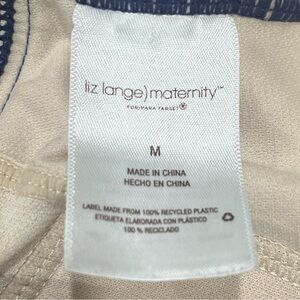 liz lange) maternity™
FOR/PARA TARGET®
M
MADE IN CHINA
HECHO EN CHINA
LABEL MADE FROM 100% RECYCLED PLASTIC
ETIQUETA ELABORADA CON PLÁSTICO
100 % RECICLADO